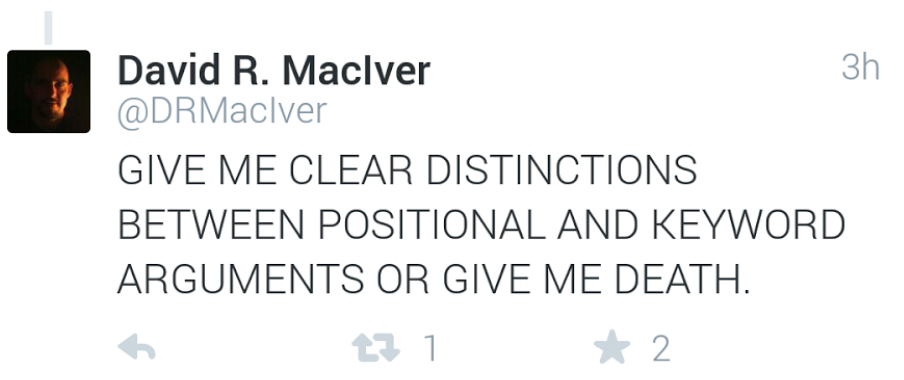 David R. MacIver
3h
@DRMacIver
GIVE ME CLEAR DISTINCTIONS
BETWEEN POSITIONAL AND KEYWORD
ARGUMENTS OR GIVE ME DEATH.
1
2